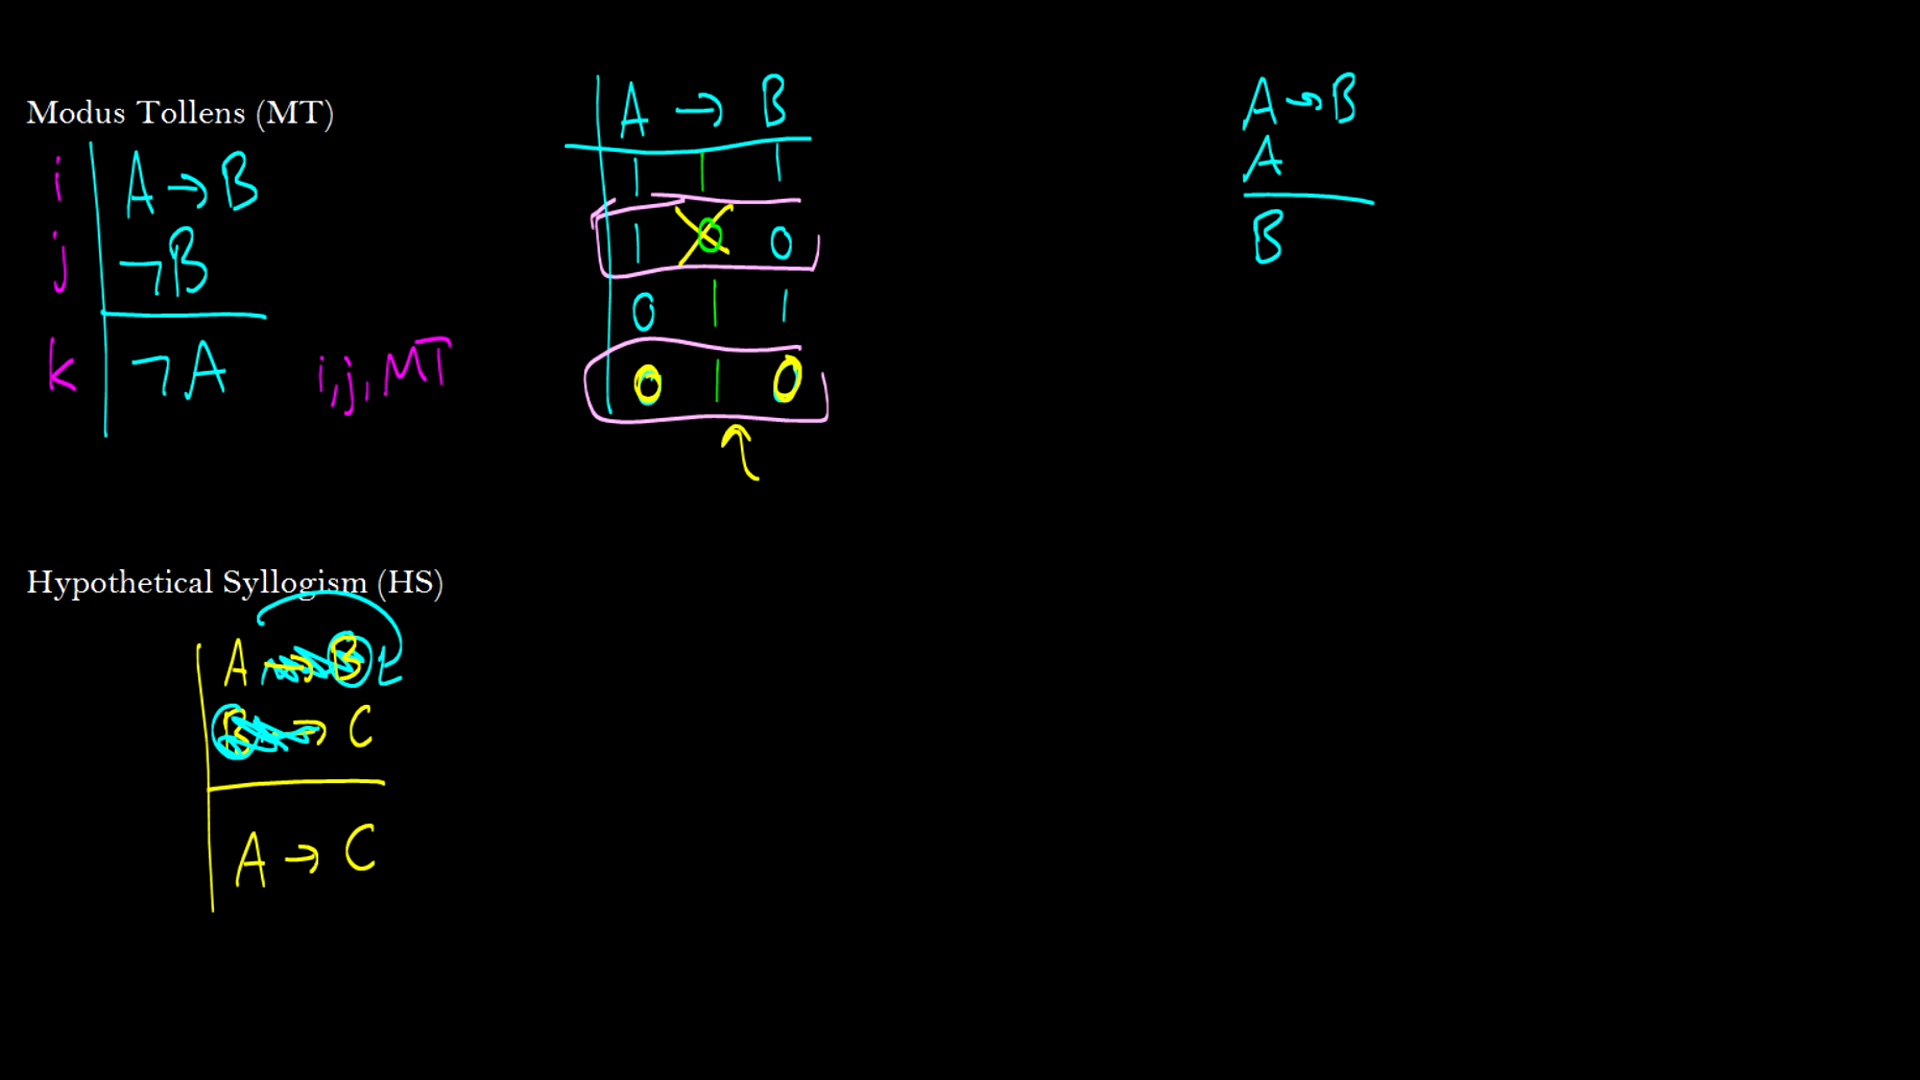 Modus Tollens (MT)
i A → B
j ¬B
k ¬A i, j, MT
A → B
1 1 1
1 0 0
0 1 1
0 1 0
A → B
A
B
Hypothetical Syllogism (HS)
A → B
B → C
A → C